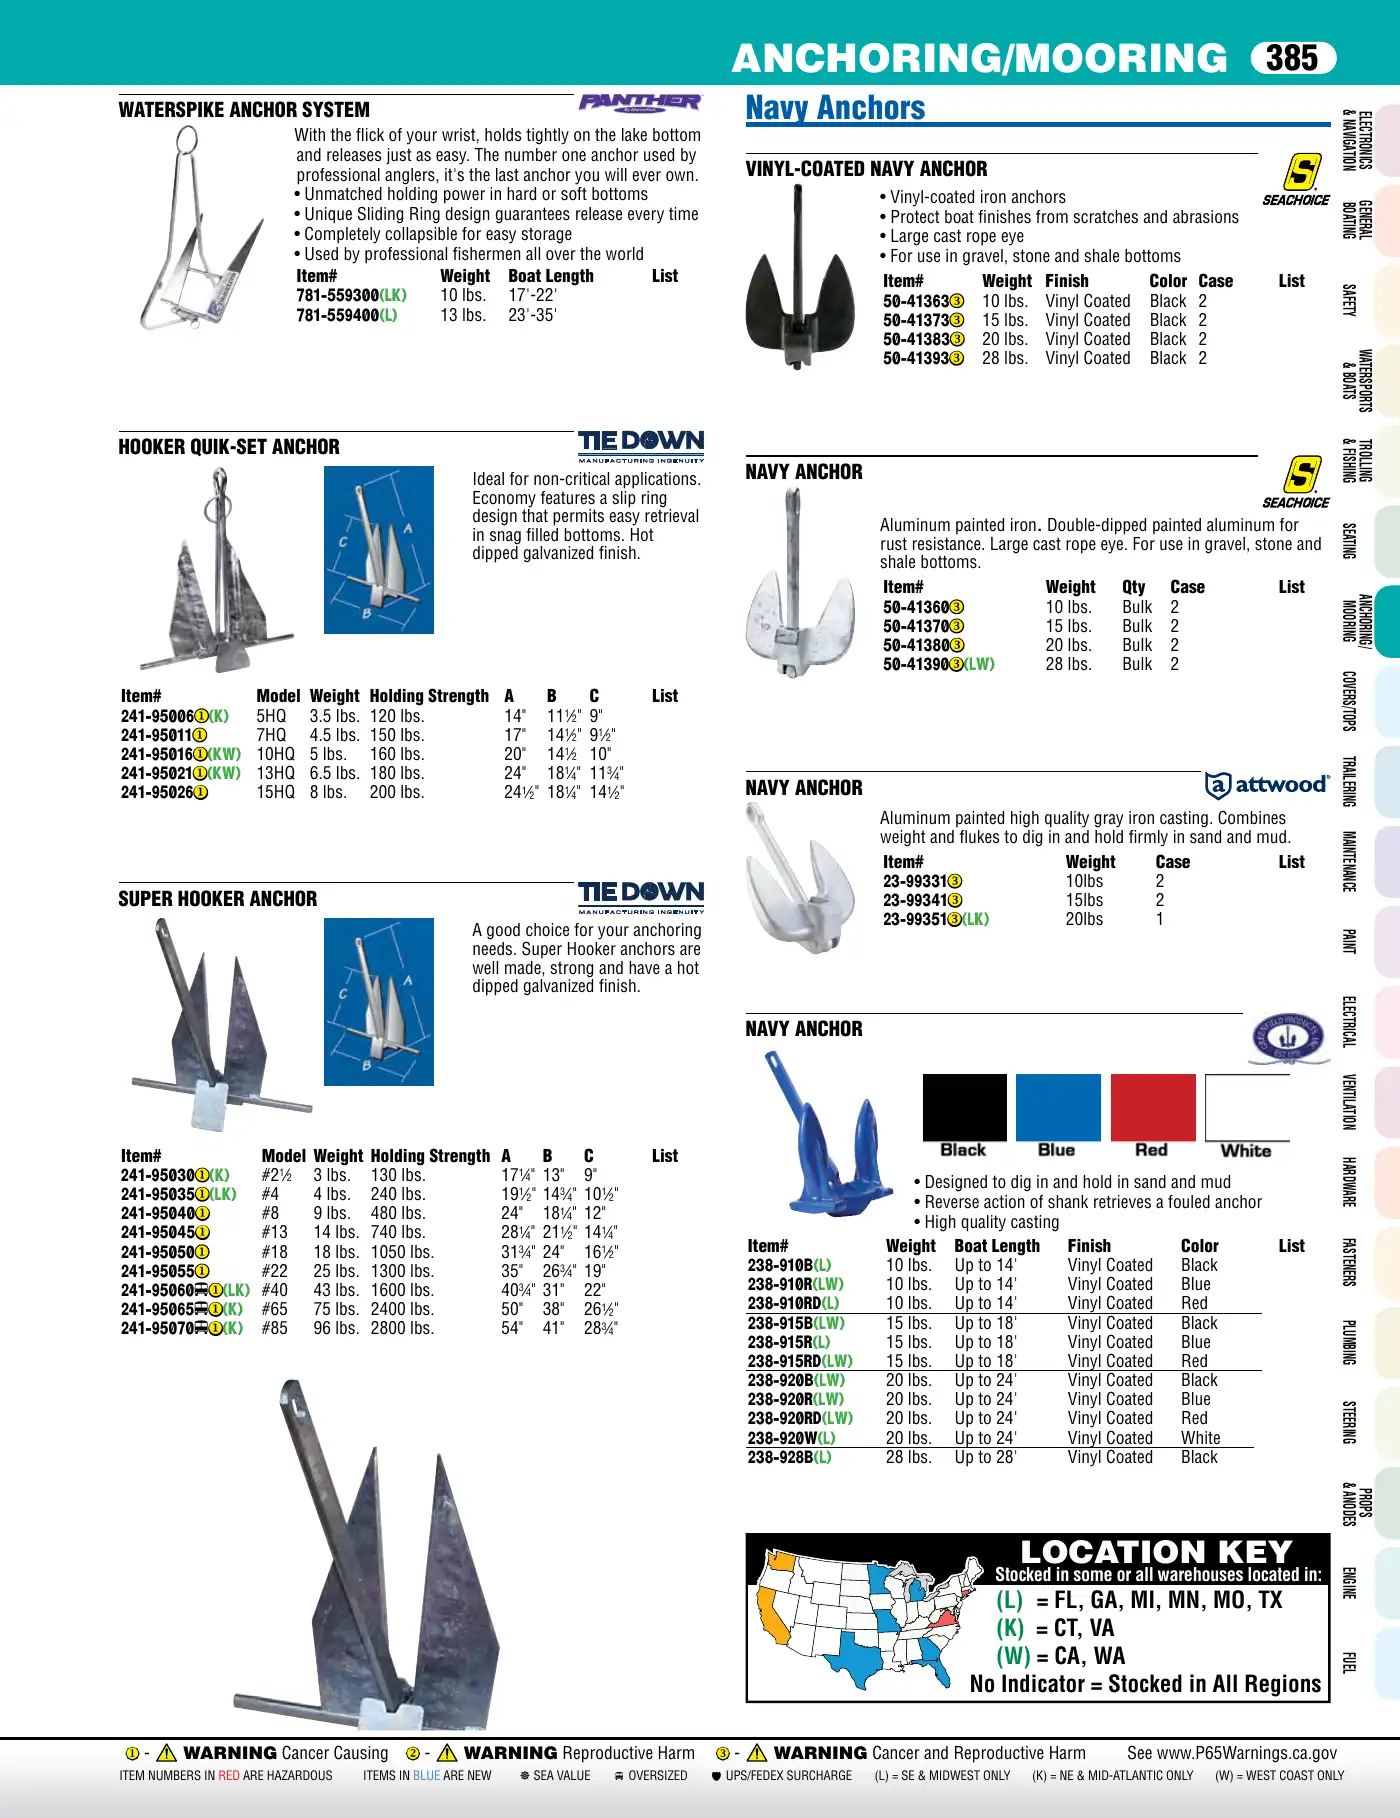 ANCHORING/MOORING 385
WATERSPIKE ANCHOR SYSTEM
PANTHER
With the flick of your wrist, holds tightly on the lake bottom
and releases just as easy. The number one anchor used by
professional anglers, it's the last anchor you will ever own.
• Unmatched holding power in hard or soft bottoms
• Unique Sliding Ring design guarantees release every time
• Completely collapsible for easy storage
• Used by professional fishermen all over the world
Item# Weight Boat Length List
781-559300(LK) 10 lbs. 17'-22'
781-559400(L) 13 lbs. 23'-35'
HOOKER QUIK-SET ANCHOR
TIE DOWN
MANUFACTURING INGENUITY
A
C
B
Ideal for non-critical applications.
Economy features a slip ring
design that permits easy retrieval
in snag filled bottoms. Hot
dipped galvanized finish.
Item# Model Weight Holding Strength A B C List
241-95006①(K) 5HQ 3.5 lbs. 120 lbs. 14" 11½" 9"
241-95011① 7HQ 4.5 lbs. 150 lbs. 17" 14½" 9½"
241-95016①(KW) 10HQ 5 lbs. 160 lbs. 20" 14½ 10"
241-95021①(KW) 13HQ 6.5 lbs. 180 lbs. 24" 18¼" 11¾"
241-95026① 15HQ 8 lbs. 200 lbs. 24½" 18¼" 14½"
SUPER HOOKER ANCHOR
TIE DOWN
MANUFACTURING INGENUITY
A
C
B
A good choice for your anchoring
needs. Super Hooker anchors are
well made, strong and have a hot
dipped galvanized finish.
Item# Model Weight Holding Strength A B C List
241-95030①(K) #2½ 3 lbs. 130 lbs. 17¼" 13" 9"
241-95035①(LK) #4 4 lbs. 240 lbs. 19½" 14¾" 10½"
241-95040① #8 9 lbs. 480 lbs. 24" 18¼" 12"
241-95045① #13 14 lbs. 740 lbs. 28¼" 21½" 14¼"
241-95050① #18 18 lbs. 1050 lbs. 31¾" 24" 16½"
241-95055① #22 25 lbs. 1300 lbs. 35" 26¾" 19"
241-95060①(LK) #40 43 lbs. 1600 lbs. 40¾" 31" 22"
241-95065①(K) #65 75 lbs. 2400 lbs. 50" 38" 26½"
241-95070①(K) #85 96 lbs. 2800 lbs. 54" 41" 28¾"
Navy Anchors
VINYL-COATED NAVY ANCHOR
S
SEACHOICE
• Vinyl-coated iron anchors
• Protect boat finishes from scratches and abrasions
• Large cast rope eye
• For use in gravel, stone and shale bottoms
Item# Weight Finish Color Case List
50-41363③ 10 lbs. Vinyl Coated Black 2
50-41373③ 15 lbs. Vinyl Coated Black 2
50-41383③ 20 lbs. Vinyl Coated Black 2
50-41393③ 28 lbs. Vinyl Coated Black 2
NAVY ANCHOR
S
SEACHOICE
Aluminum painted iron. Double-dipped painted aluminum for
rust resistance. Large cast rope eye. For use in gravel, stone and
shale bottoms.
Item# Weight Qty Case List
50-41360③ 10 lbs. Bulk 2
50-41370③ 15 lbs. Bulk 2
50-41380③ 20 lbs. Bulk 2
50-41390③(LW) 28 lbs. Bulk 2
NAVY ANCHOR
a attwood®
Aluminum painted high quality gray iron casting. Combines
weight and flukes to dig in and hold firmly in sand and mud.
Item# Weight Case List
23-99331③ 10lbs 2
23-99341③ 15lbs 2
23-99351③(LK) 20lbs 1
NAVY ANCHOR
GREENFIELD PRODUCTS, INC.
Black Blue Red White
• Designed to dig in and hold in sand and mud
• Reverse action of shank retrieves a fouled anchor
• High quality casting
Item# Weight Boat Length Finish Color List
238-910B(L) 10 lbs. Up to 14' Vinyl Coated Black
238-910R(LW) 10 lbs. Up to 14' Vinyl Coated Blue
238-910RD(L) 10 lbs. Up to 14' Vinyl Coated Red
238-915B(LW) 15 lbs. Up to 18' Vinyl Coated Black
238-915R(L) 15 lbs. Up to 18' Vinyl Coated Blue
238-915RD(LW) 15 lbs. Up to 18' Vinyl Coated Red
238-920B(LW) 20 lbs. Up to 24' Vinyl Coated Black
238-920R(LW) 20 lbs. Up to 24' Vinyl Coated Blue
238-920RD(LW) 20 lbs. Up to 24' Vinyl Coated Red
238-920W(L) 20 lbs. Up to 24' Vinyl Coated White
238-928B(L) 28 lbs. Up to 28' Vinyl Coated Black
LOCATION KEY
Stocked in some or all warehouses located in:
(L) = FL, GA, MI, MN, MO, TX
(K) = CT, VA
(W) = CA, WA
No Indicator = Stocked in All Regions
ELECTRONICS
& NAVIGATION
GENERAL
BOATING
SAFETY
WATERSPORTS
& BOATS
TROLLING
& FISHING
SEATING
ANCHORING/
MOORING
COVERS/TOPS
TRAILERING
MAINTENANCE
PAINT
ELECTRICAL
VENTILATION
HARDWARE
FASTENERS
PLUMBING
STEERING
PROPS
& ANODES
ENGINE
FUEL
① - ⚠ WARNING Cancer Causing ② - ⚠ WARNING Reproductive Harm ③ - ⚠ WARNING Cancer and Reproductive Harm See www.P65Warnings.ca.gov
ITEM NUMBERS IN RED ARE HAZARDOUS ITEMS IN BLUE ARE NEW SEA VALUE OVERSIZED UPS/FEDEX SURCHARGE (L) = SE & MIDWEST ONLY (K) = NE & MID-ATLANTIC ONLY (W) = WEST COAST ONLY